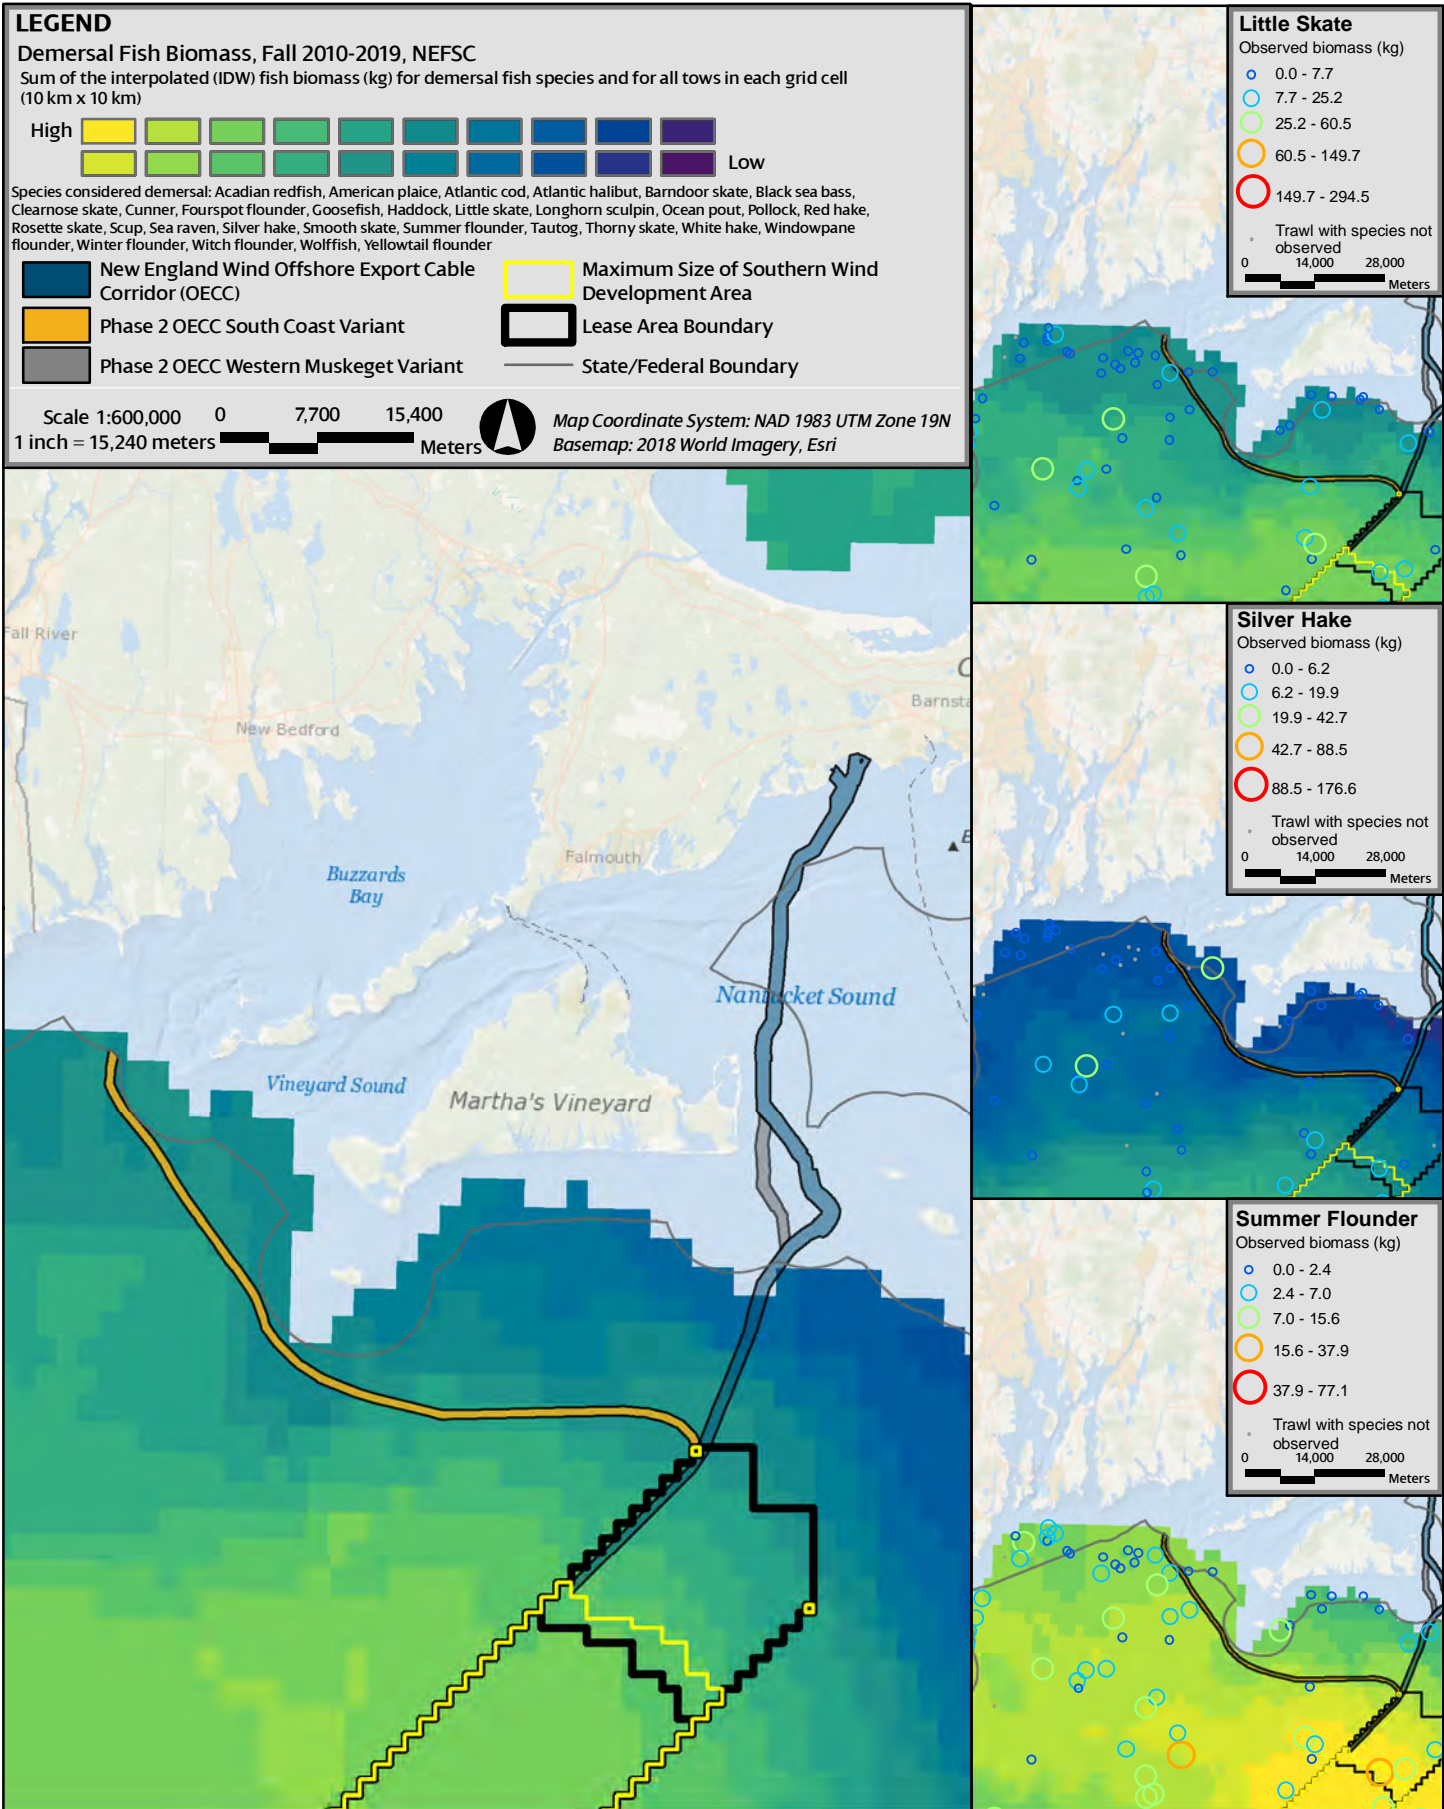 LEGEND
Demersal Fish Biomass, Fall 2010-2019, NEFSC
Sum of the interpolated (IDW) fish biomass (kg) for demersal fish species and for all tows in each grid cell
(10 km x 10 km)
High
Low
Species considered demersal: Acadian redfish, American plaice, Atlantic cod, Atlantic halibut, Barndoor skate, Black sea bass,
Clearnose skate, Cunner, Fourspot flounder, Goosefish, Haddock, Little skate, Longhorn sculpin, Ocean pout, Pollock, Red hake,
Rosette skate, Scup, Sea raven, Silver hake, Smooth skate, Summer flounder, Tautog, Thorny skate, White hake, Windowpane
flounder, Winter flounder, Witch flounder, Wolffish, Yellowtail flounder
New England Wind Offshore Export Cable
Corridor (OECC)
Phase 2 OECC South Coast Variant
Phase 2 OECC Western Muskeget Variant
Maximum Size of Southern Wind
Development Area
Lease Area Boundary
State/Federal Boundary
Scale 1:600,000
1 inch = 15,240 meters
0 7,700 15,400
Meters
Map Coordinate System: NAD 1983 UTM Zone 19N
Basemap: 2018 World Imagery, Esri
Fall River
New Bedford
Barnsta
Falmouth
Buzzards
Bay
Nantucket Sound
Vineyard Sound
Martha's Vineyard
Little Skate
Observed biomass (kg)
0.0 - 7.7
7.7 - 25.2
25.2 - 60.5
60.5 - 149.7
149.7 - 294.5
Trawl with species not
observed
0 14,000 28,000
Meters
Silver Hake
Observed biomass (kg)
0.0 - 6.2
6.2 - 19.9
19.9 - 42.7
42.7 - 88.5
88.5 - 176.6
Trawl with species not
observed
0 14,000 28,000
Meters
Summer Flounder
Observed biomass (kg)
0.0 - 2.4
2.4 - 7.0
7.0 - 15.6
15.6 - 37.9
37.9 - 77.1
Trawl with species not
observed
0 14,000 28,000
Meters